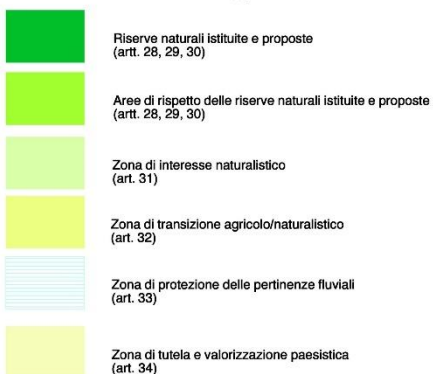 Riserve naturali istituite e proposte
(artt. 28, 29, 30)
Aree di rispetto delle riserve naturali istituite e proposte
(artt. 28, 29, 30)
Zona di interesse naturalistico
(art. 31)
Zona di transizione agricolo/naturalistico
(art. 32)
Zona di protezione delle pertinenze fluviali
(art. 33)
Zona di tutela e valorizzazione paesistica
(art. 34)